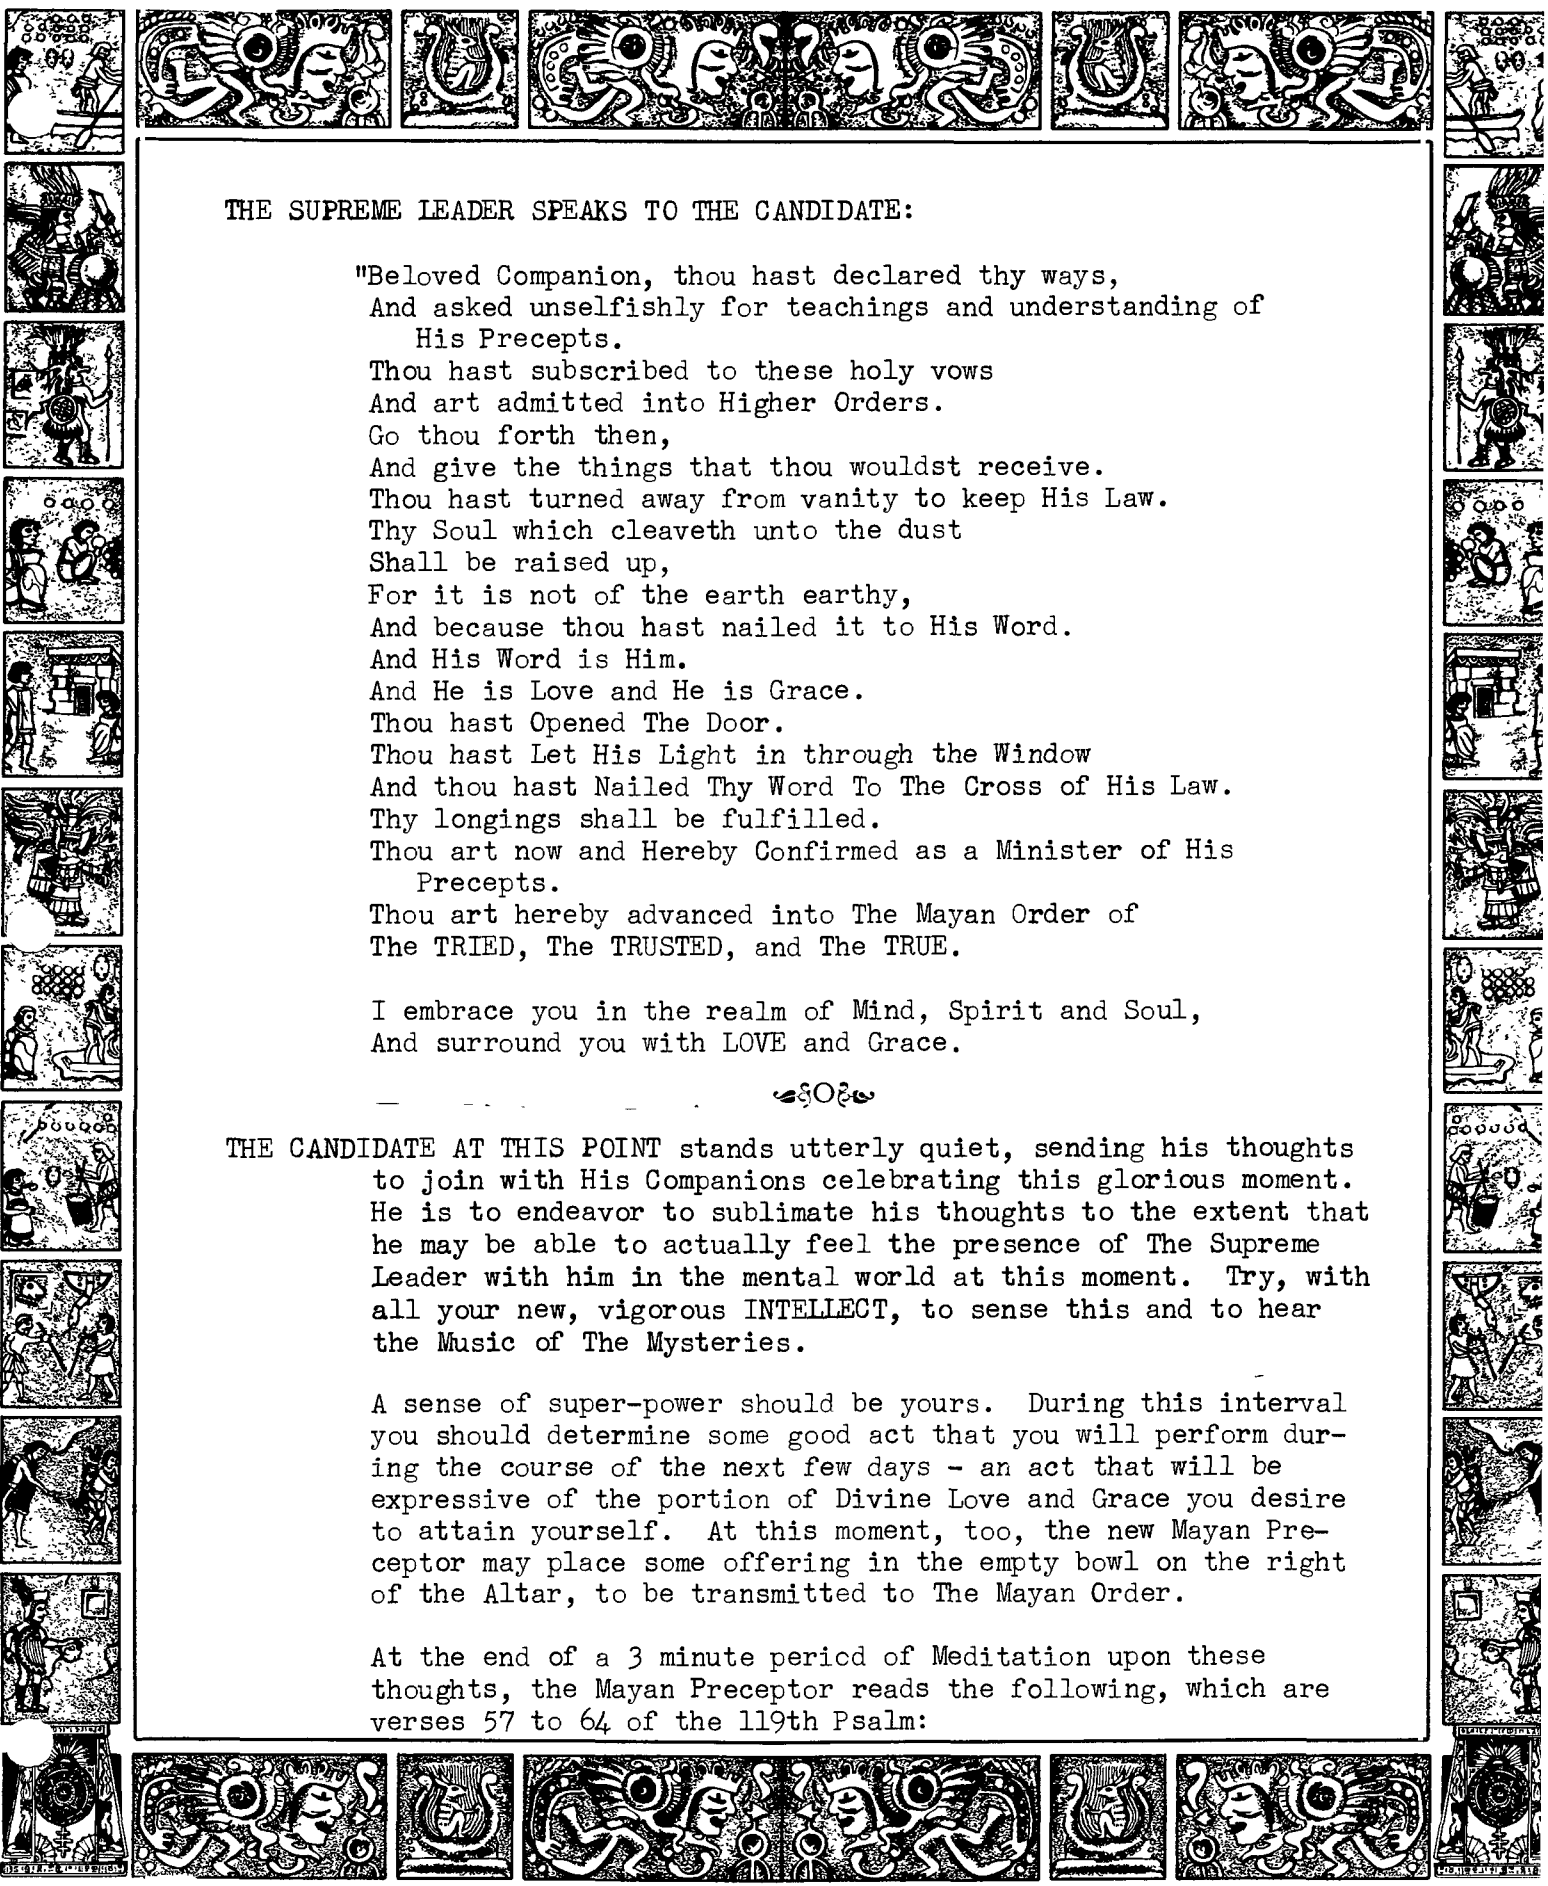 THE SUPREME LEADER SPEAKS TO THE CANDIDATE:
"Beloved Companion, thou hast declared thy ways,
And asked unselfishly for teachings and understanding of
His Precepts.
Thou hast subscribed to these holy vows
And art admitted into Higher Orders.
Go thou forth then,
And give the things that thou wouldst receive.
Thou hast turned away from vanity to keep His Law.
Thy Soul which cleaveth unto the dust
Shall be raised up,
For it is not of the earth earthy,
And because thou hast nailed it to His Word.
And His Word is Him.
And He is Love and He is Grace.
Thou hast Opened The Door.
Thou hast Let His Light in through the Window
And thou hast Nailed Thy Word To The Cross of His Law.
Thy longings shall be fulfilled.
Thou art now and Hereby Confirmed as a Minister of His
Precepts.
Thou art hereby advanced into The Mayan Order of
The TRIED, The TRUSTED, and The TRUE.
I embrace you in the realm of Mind, Spirit and Soul,
And surround you with LOVE and Grace.
THE CANDIDATE AT THIS POINT stands utterly quiet, sending his thoughts
to join with His Companions celebrating this glorious moment.
He is to endeavor to sublimate his thoughts to the extent that
he may be able to actually feel the presence of The Supreme
Leader with him in the mental world at this moment. Try, with
all your new, vigorous INTELLECT, to sense this and to hear
the Music of The Mysteries.
A sense of super-power should be yours. During this interval
you should determine some good act that you will perform dur-
ing the course of the next few days - an act that will be
expressive of the portion of Divine Love and Grace you desire
to attain yourself. At this moment, too, the new Mayan Pre-
ceptor may place some offering in the empty bowl on the right
of the Altar, to be transmitted to The Mayan Order.
At the end of a 3 minute period of Meditation upon these
thoughts, the Mayan Preceptor reads the following, which are
verses 57 to 64 of the 119th Psalm: